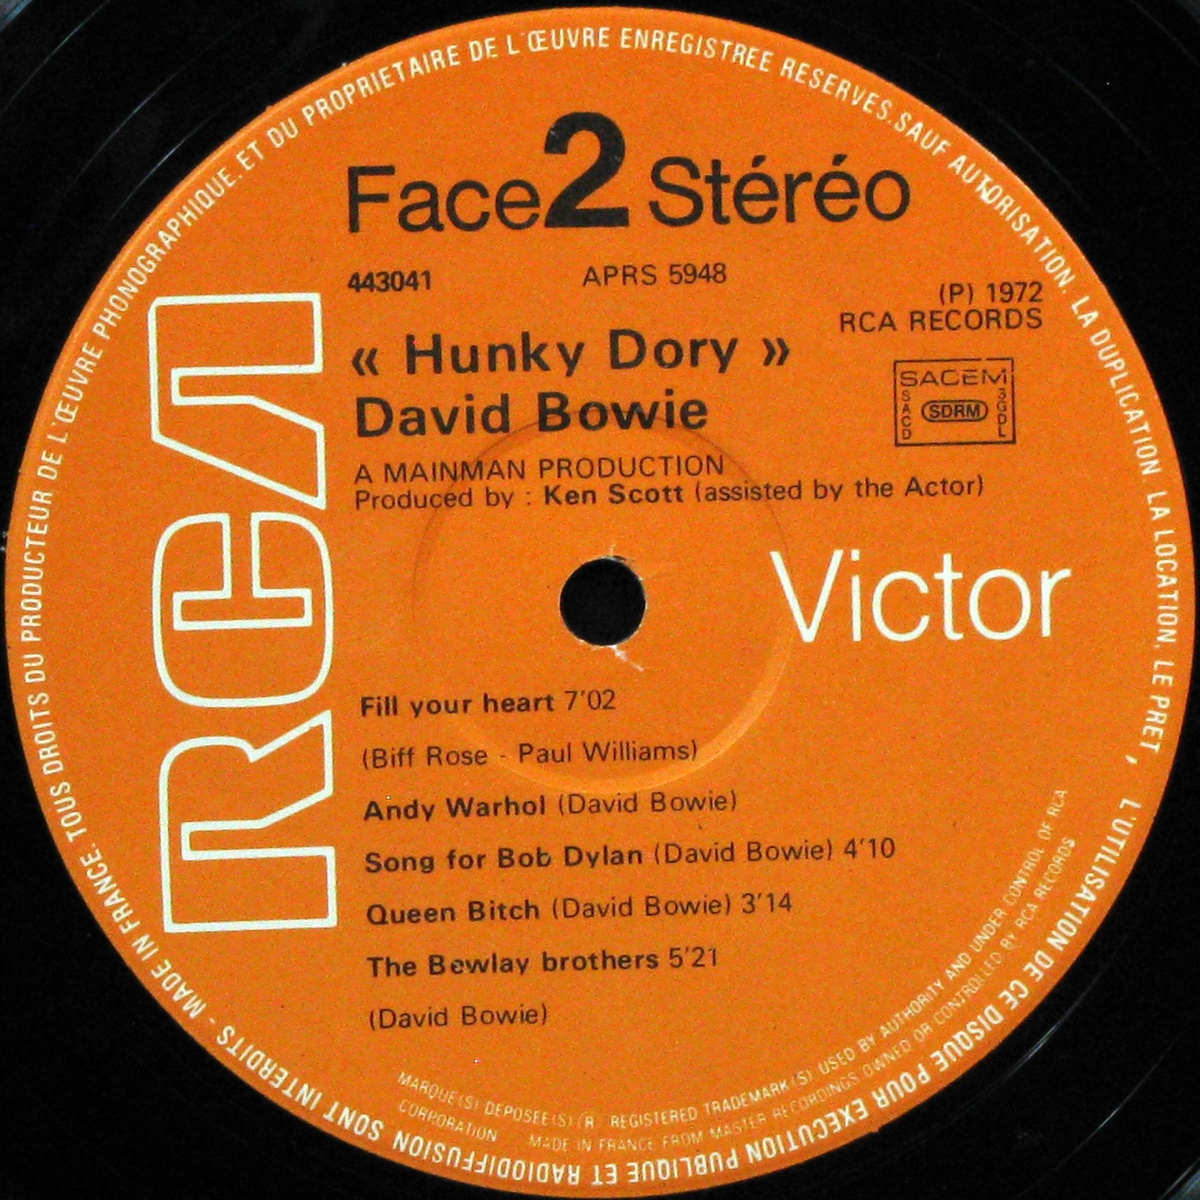 TOUS DROITS DU PRODUCTEUR DE L'ŒUVRE PHONOGRAPHIQUE. ET DU PROPRIETAIRE DE L'ŒUVRE ENREGISTREE RESERVES. SAUF AUTORISATION, LA DUPLICATION, LA LOCATION, LE PRET, L'UTILISATION DE CE DISQUE POUR EXECUTION PUBLIQUE ET RADIODIFFUSION SONT INTERDITS - MADE IN FRANCE.
Face 2 Stéréo
443041 APRS 5948
(P) 1972
RCA RECORDS
« Hunky Dory »
David Bowie
SACEM
SACD SDRM SGDL
A MAINMAN PRODUCTION
Produced by : Ken Scott (assisted by the Actor)
RCA
Victor
Fill your heart 7'02
(Biff Rose - Paul Williams)
Andy Warhol (David Bowie)
Song for Bob Dylan (David Bowie) 4'10
Queen Bitch (David Bowie) 3'14
The Bewlay brothers 5'21
(David Bowie)
MARQUE(S) DEPOSEE(S) (R) REGISTERED TRADEMARK(S) USED BY AUTHORITY AND UNDER CONTROL OF RCA
CORPORATION MADE IN FRANCE FROM MASTER RECORDINGS OWNED OR CONTROLLED BY RCA RECORDS